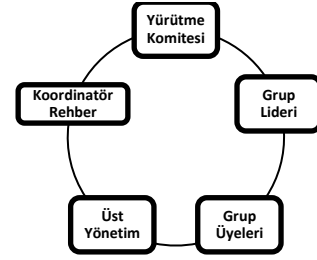 Yürütme
Komitesi
Koordinatör
Rehber
Grup
Lideri
Üst
Yönetim
Grup
Üyeleri